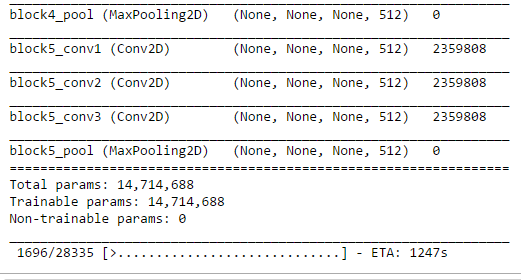 block4_pool (MaxPooling2D) (None, None, None, 512) 0
block5_conv1 (Conv2D) (None, None, None, 512) 2359808
block5_conv2 (Conv2D) (None, None, None, 512) 2359808
block5_conv3 (Conv2D) (None, None, None, 512) 2359808
block5_pool (MaxPooling2D) (None, None, None, 512) 0
=================================================================
Total params: 14,714,688
Trainable params: 14,714,688
Non-trainable params: 0
_________________________________________________________________
1696/28335 [>.............................] - ETA: 1247s